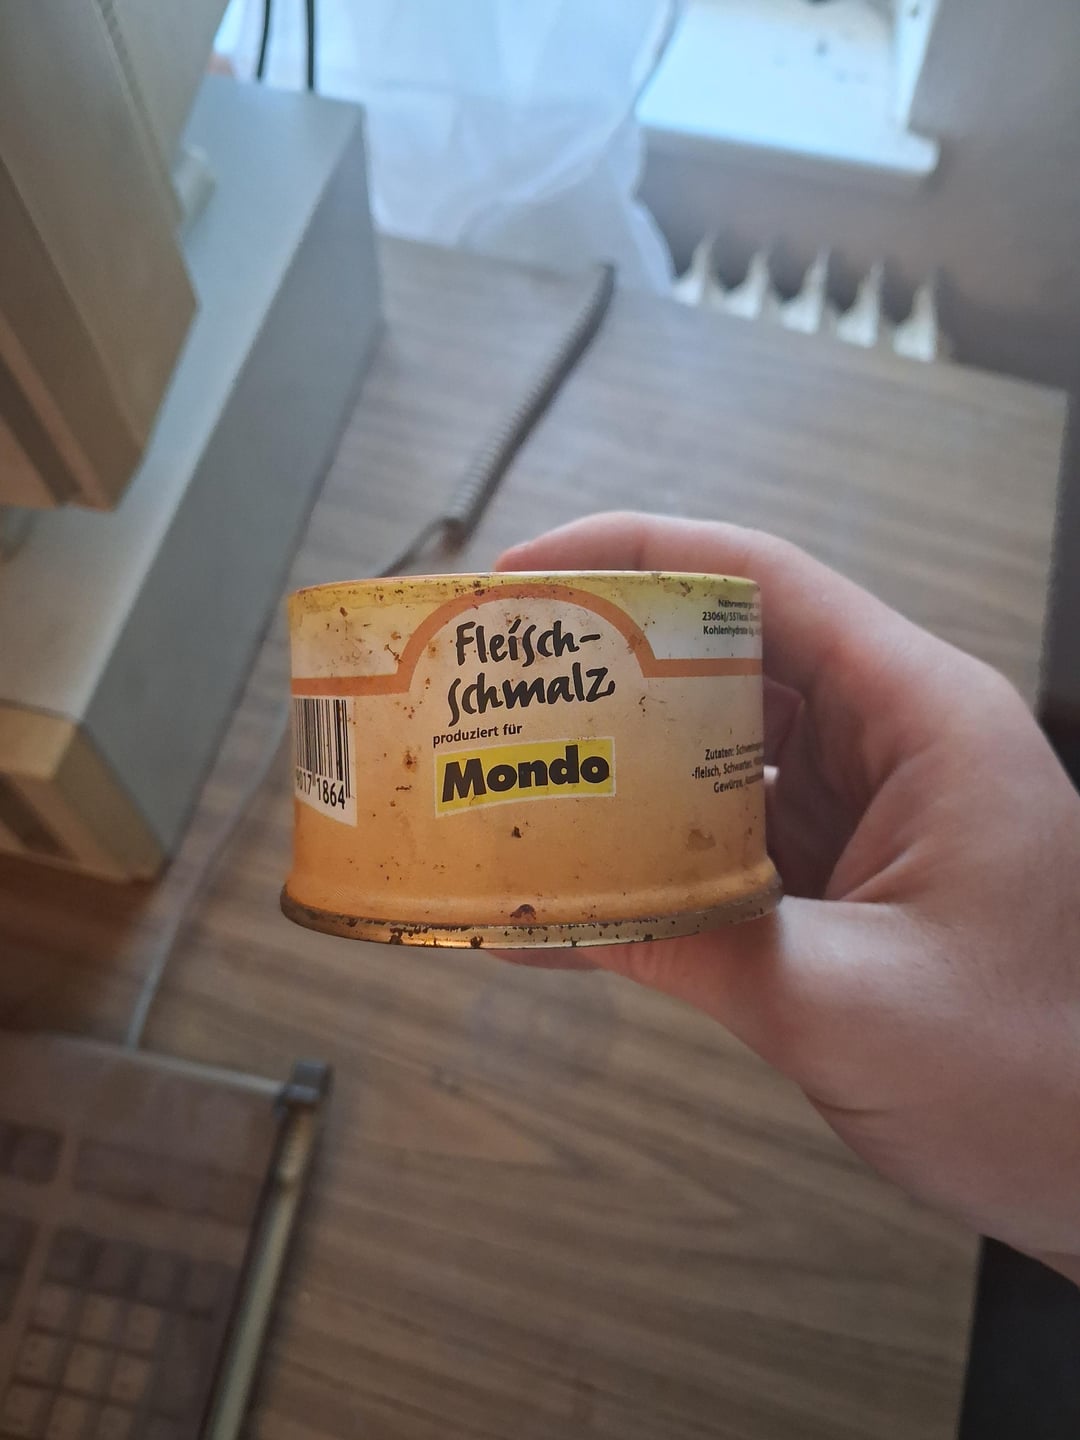 Fleisch-
schmalz
produziert für
Mondo
1864
2306kJ/551kcal
Kohlenhydrate
Zutaten:
-fleisch, Schwarten,
Gewürze,